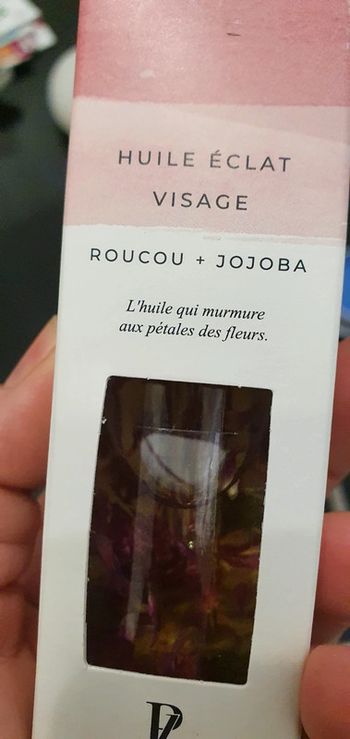 HUILE ÉCLAT
VISAGE
ROUCOU + JOJOBA
L'huile qui murmure
aux pétales des fleurs.